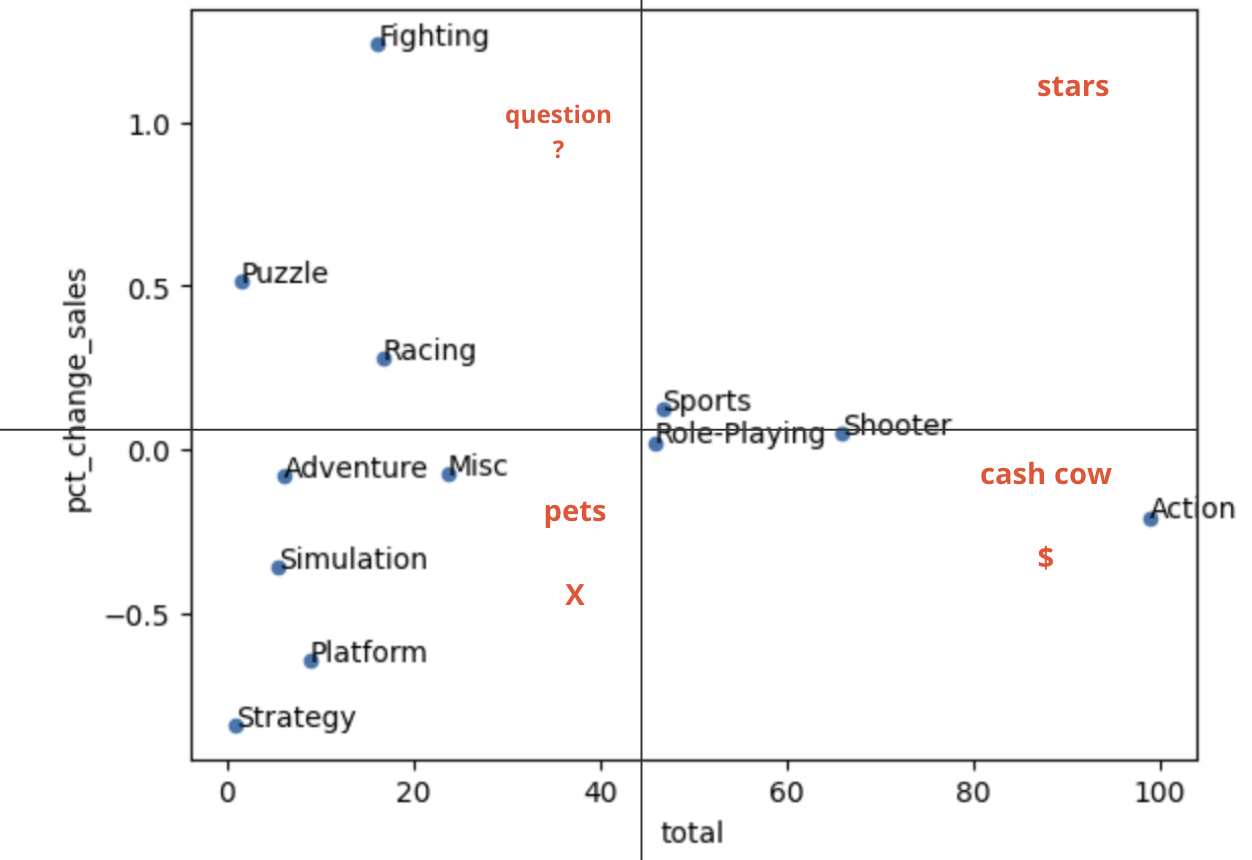 Fighting
stars
question
?
1.0
Puzzle
0.5
Racing
pct_change_sales
Sports
Role-Playing
Shooter
0.0
Adventure
Misc
cash cow
pets
Action
Simulation
$
X
−0.5
Platform
Strategy
0
20
40
60
80
100
total